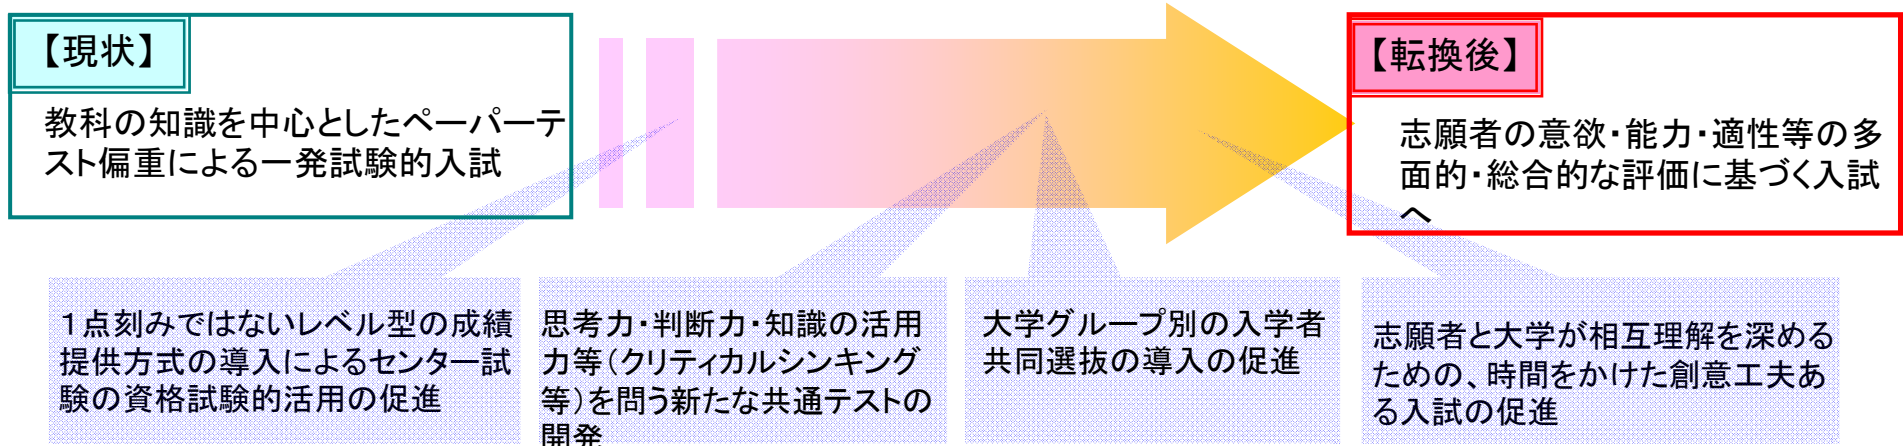 【現状】
教科の知識を中心としたペーパーテ
スト偏重による一発試験的入試
【転換後】
志願者の意欲・能力・適性等の多
面的・総合的な評価に基づく入試
へ
１点刻みではないレベル型の成績
提供方式の導入によるセンター試
験の資格試験的活用の促進
思考力・判断力・知識の活用
力等（クリティカルシンキング
等）を問う新たな共通テストの
開発
大学グループ別の入学者
共同選抜の導入の促進
志願者と大学が相互理解を深める
ための、時間をかけた創意工夫あ
る入試の促進